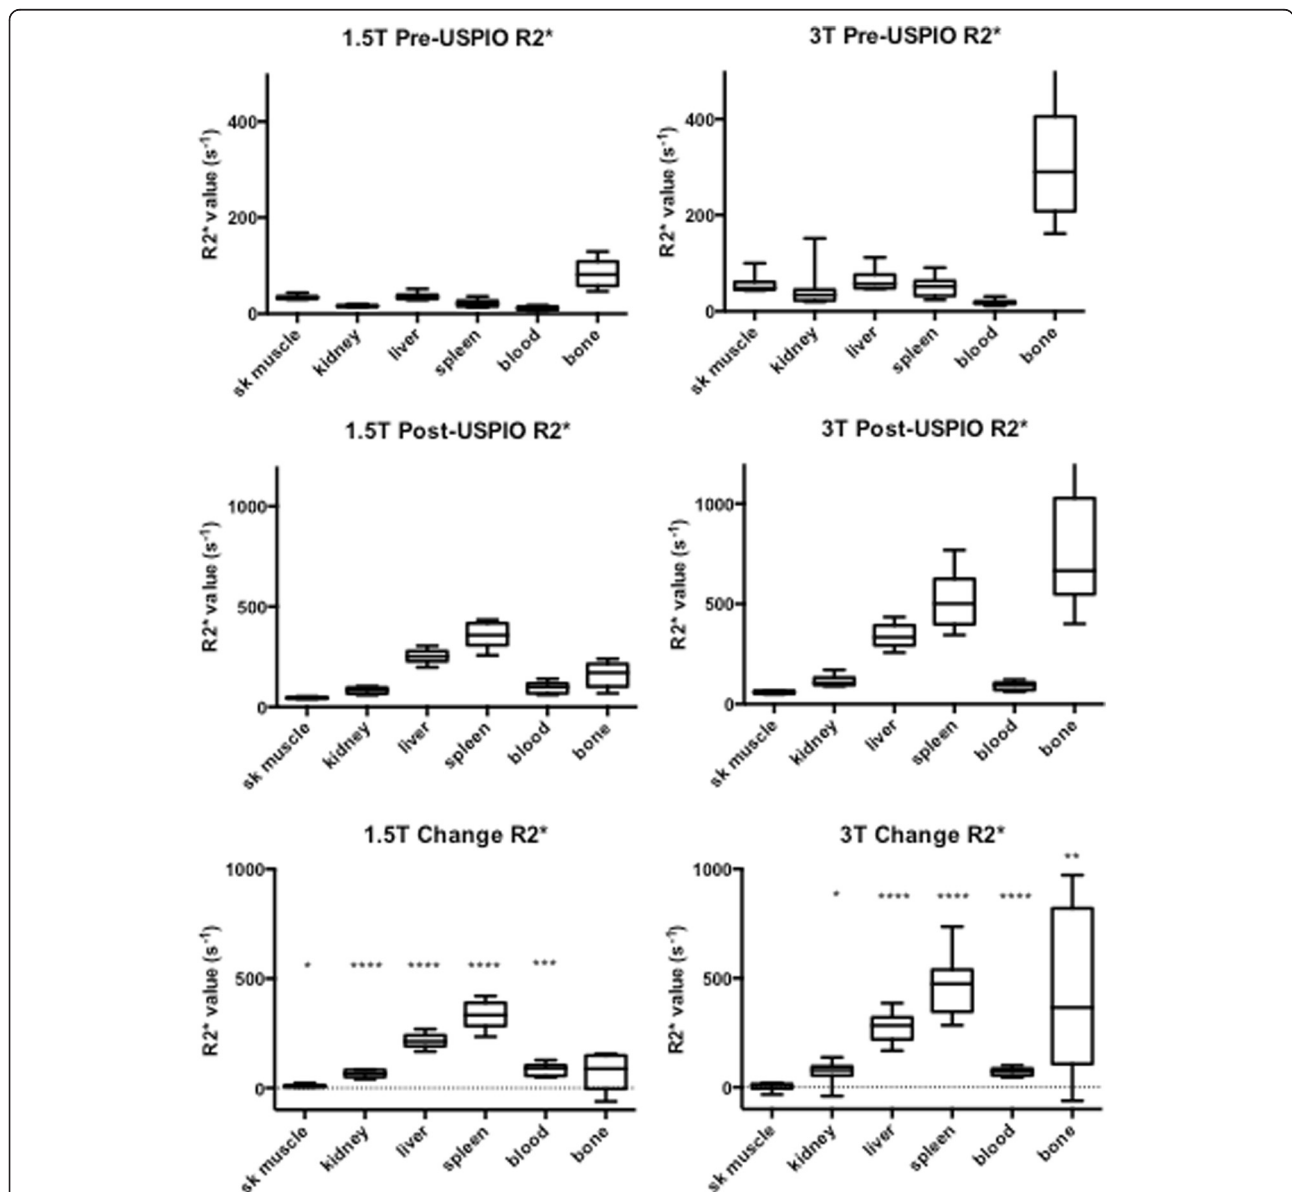 1.5T Pre-USPIO R2*
R2* value (s⁻¹)
400
200
0
sk muscle
kidney
liver
spleen
blood
bone
3T Pre-USPIO R2*
R2* value (s⁻¹)
400
200
0
sk muscle
kidney
liver
spleen
blood
bone
1.5T Post-USPIO R2*
R2* value (s⁻¹)
1000
500
0
sk muscle
kidney
liver
spleen
blood
bone
3T Post-USPIO R2*
R2* value (s⁻¹)
1000
500
0
sk muscle
kidney
liver
spleen
blood
bone
1.5T Change R2*
R2* value (s⁻¹)
1000
500
0
* **** **** **** ***
sk muscle
kidney
liver
spleen
blood
bone
3T Change R2*
R2* value (s⁻¹)
1000
500
0
**
* **** **** ****
sk muscle
kidney
liver
spleen
blood
bone